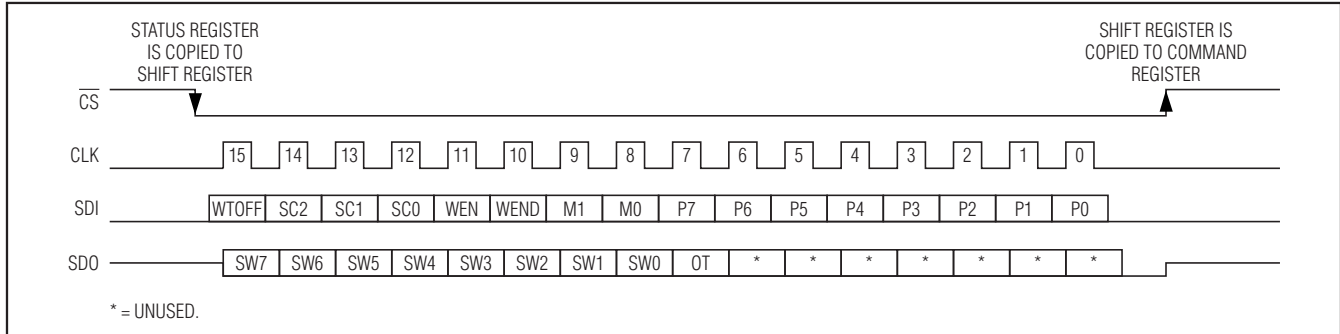 STATUS REGISTER
IS COPIED TO
SHIFT REGISTER
SHIFT REGISTER IS
COPIED TO COMMAND
REGISTER
CS
CLK 15 14 13 12 11 10 9 8 7 6 5 4 3 2 1 0
SDI WTOFF SC2 SC1 SC0 WEN WEND M1 M0 P7 P6 P5 P4 P3 P2 P1 P0
SDO SW7 SW6 SW5 SW4 SW3 SW2 SW1 SW0 OT * * * * * * *
* = UNUSED.